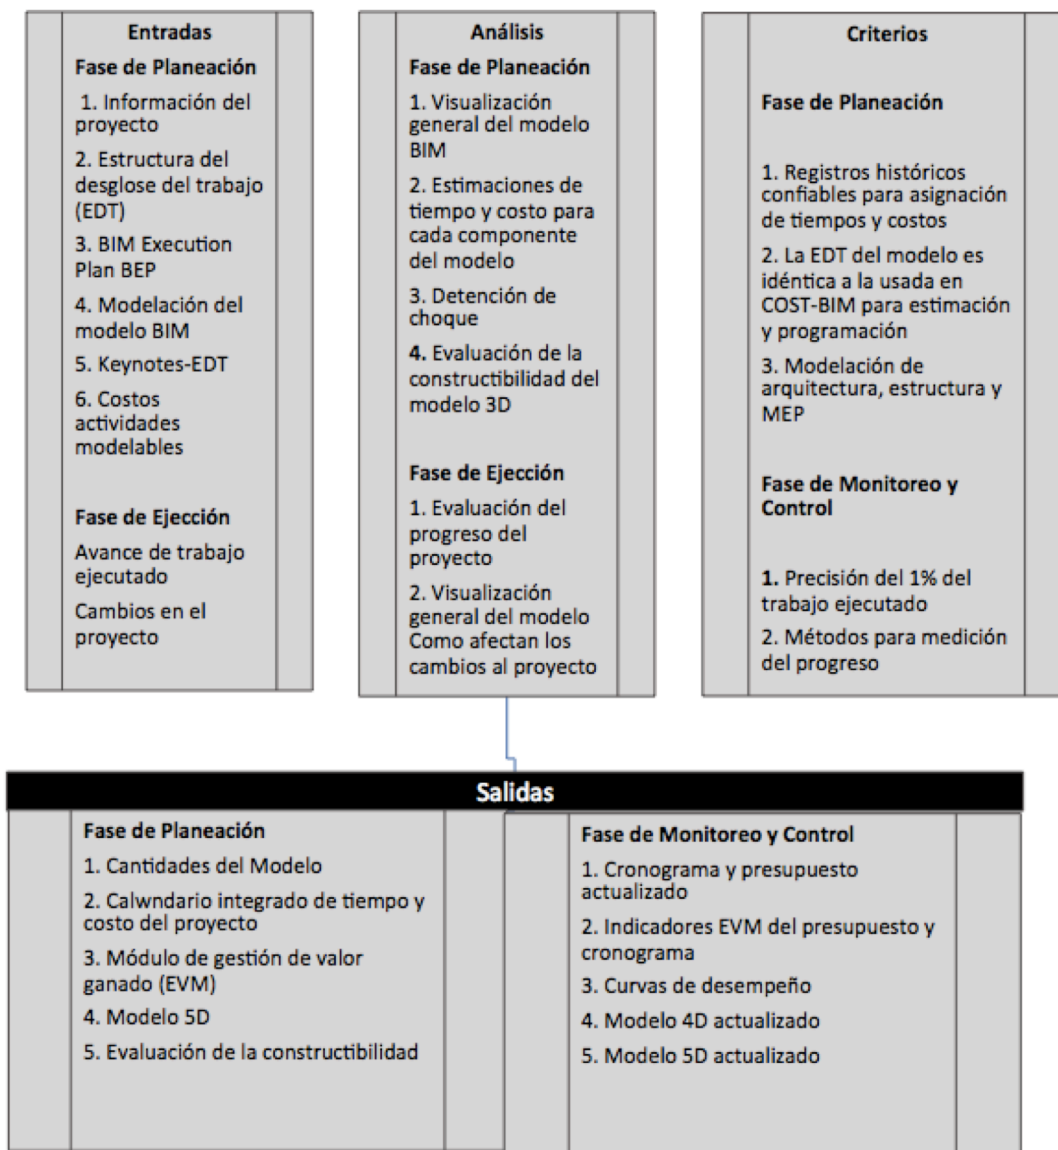 Entradas
Fase de Planeación
1. Información del
proyecto
2. Estructura del
desglose del trabajo
(EDT)
3. BIM Execution
Plan BEP
4. Modelación del
modelo BIM
5. Keynotes-EDT
6. Costos
actividades
modelables
Fase de Ejección
Avance de trabajo
ejecutado
Cambios en el
proyecto
Análisis
Fase de Planeación
1. Visualización
general del modelo
BIM
2. Estimaciones de
tiempo y costo para
cada componente
del modelo
3. Detención de
choque
4. Evaluación de la
constructibilidad del
modelo 3D
Fase de Ejección
1. Evaluación del
progreso del
proyecto
2. Visualización
general del modelo
Como afectan los
cambios al proyecto
Criterios
Fase de Planeación
1. Registros históricos
confiables para asignación
de tiempos y costos
2. La EDT del modelo es
idéntica a la usada en
COST-BIM para estimación
y programación
3. Modelación de
arquitectura, estructura y
MEP
Fase de Monitoreo y
Control
1. Precisión del 1% del
trabajo ejecutado
2. Métodos para medición
del progreso
Salidas
Fase de Planeación
1. Cantidades del Modelo
2. Calwndario integrado de tiempo y
costo del proyecto
3. Módulo de gestión de valor
ganado (EVM)
4. Modelo 5D
5. Evaluación de la constructibilidad
Fase de Monitoreo y Control
1. Cronograma y presupuesto
actualizado
2. Indicadores EVM del presupuesto y
cronograma
3. Curvas de desempeño
4. Modelo 4D actualizado
5. Modelo 5D actualizado